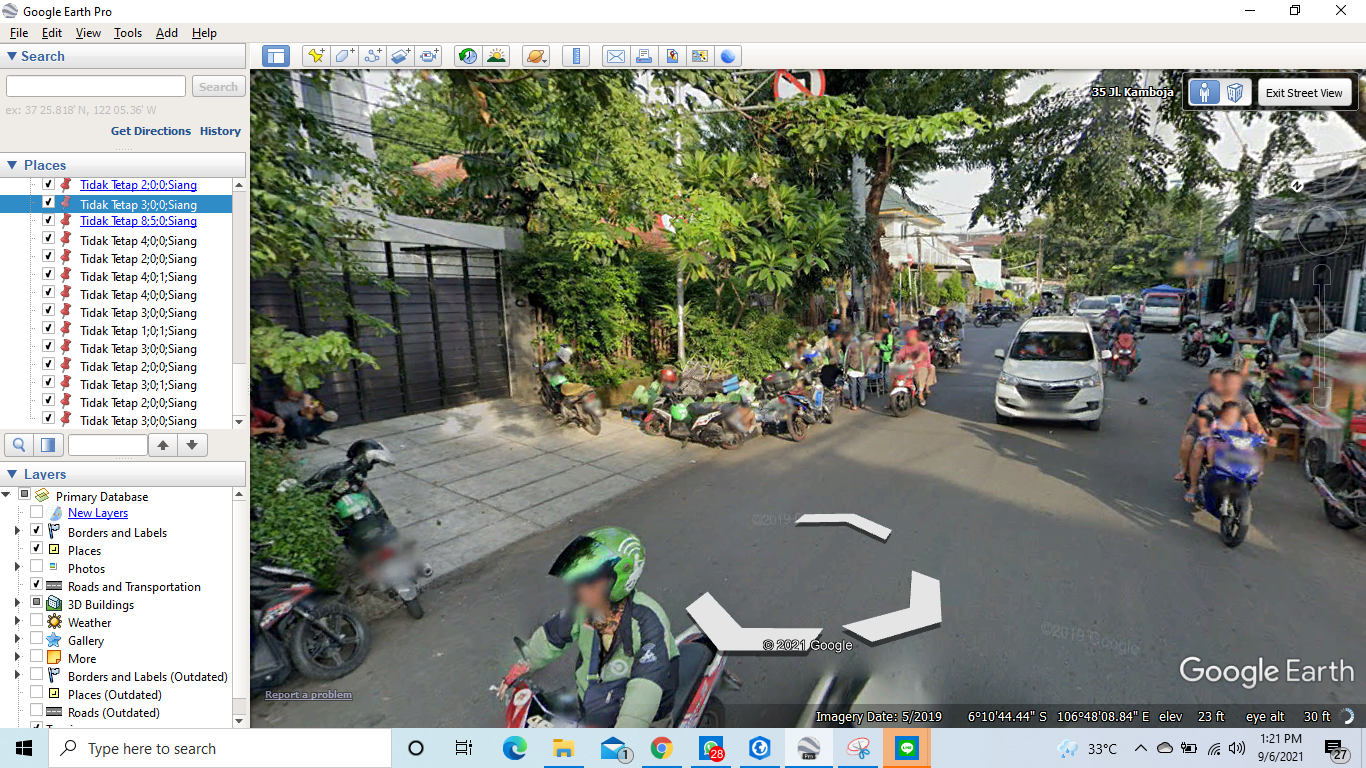 Google Earth Pro
File Edit View Tools Add Help
Search
Search
ex: 37 25.818' N, 122 05.36' W
Get Directions History
Places
Tidak Tetap 2;0;0;Siang
Tidak Tetap 3;0;0;Siang
Tidak Tetap 8;5;0;Siang
Tidak Tetap 4;0;0;Siang
Tidak Tetap 2;0;0;Siang
Tidak Tetap 4;0;1;Siang
Tidak Tetap 4;0;0;Siang
Tidak Tetap 3;0;0;Siang
Tidak Tetap 1;0;1;Siang
Tidak Tetap 3;0;0;Siang
Tidak Tetap 2;0;0;Siang
Tidak Tetap 3;0;1;Siang
Tidak Tetap 2;0;0;Siang
Tidak Tetap 3;0;0;Siang
Layers
Primary Database
New Layers
Borders and Labels
Places
Photos
Roads and Transportation
3D Buildings
Weather
Gallery
More
Borders and Labels (Outdated)
Places (Outdated)
Roads (Outdated)
35 Jl. Kamboja
Exit Street View
N
©2019
© 2021 Google
©2019 Google
Google Earth
Report a problem
Imagery Date: 5/2019 6°10'44.44" S 106°48'08.84" E elev 23 ft eye alt 30 ft
Type here to search
1
28
Pro
LINE
33°C
1:21 PM
9/6/2021
27